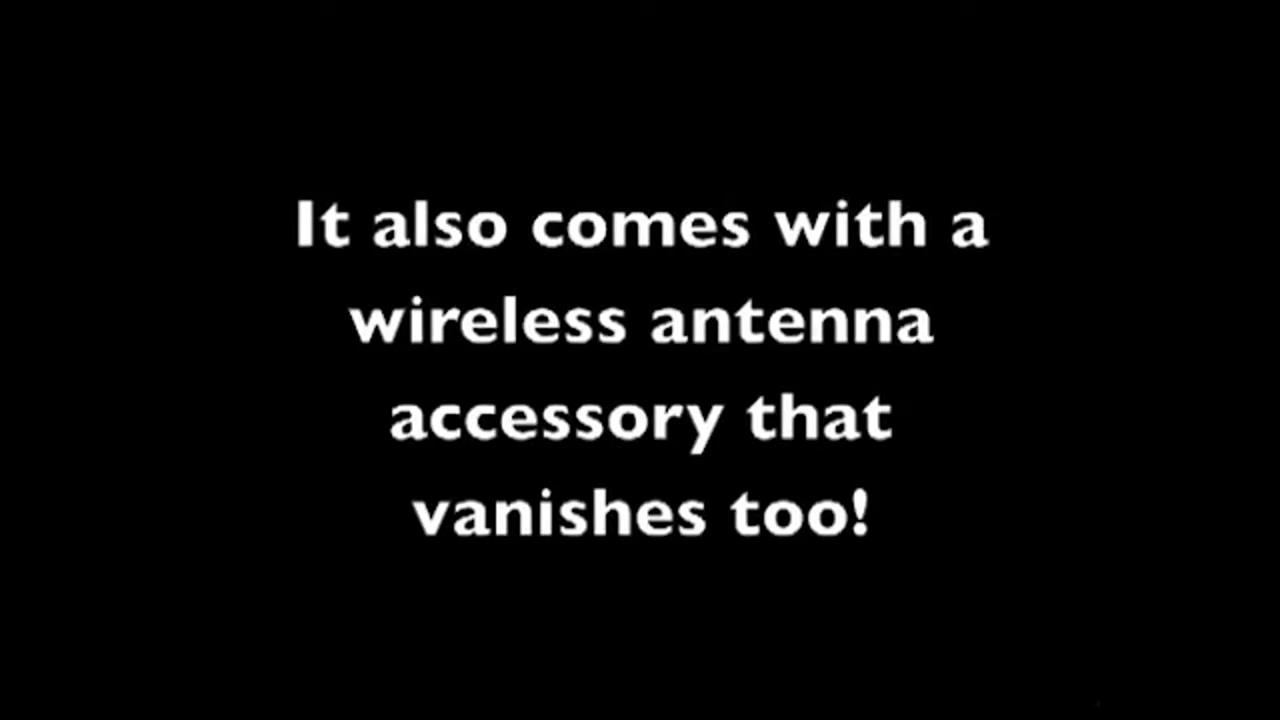 It also comes with a
wireless antenna
accessory that
vanishes too!